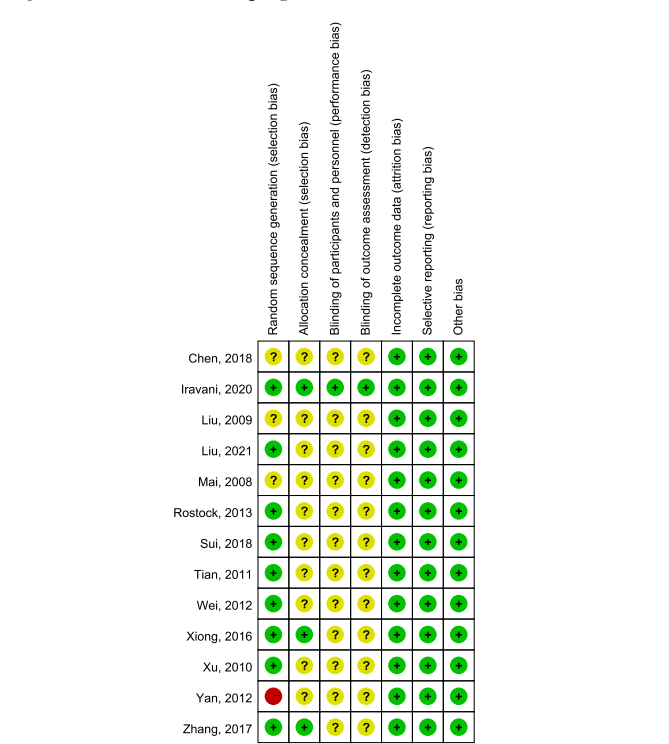 Random sequence generation (selection bias)
Allocation concealment (selection bias)
Blinding of participants and personnel (performance bias)
Blinding of outcome assessment (detection bias)
Incomplete outcome data (attrition bias)
Selective reporting (reporting bias)
Other bias
Chen, 2018 ? ? ? ? + + +
Iravani, 2020 + + + + + + +
Liu, 2009 ? ? ? ? + + +
Liu, 2021 + ? ? ? + + +
Mai, 2008 ? ? ? ? + + +
Rostock, 2013 + ? ? ? + + +
Sui, 2018 + ? ? ? + + +
Tian, 2011 + ? ? ? + + +
Wei, 2012 + ? ? ? + + +
Xiong, 2016 + + ? ? + + +
Xu, 2010 + ? ? ? + + +
Yan, 2012 ? ? ? + + +
Zhang, 2017 + + ? ? + + +